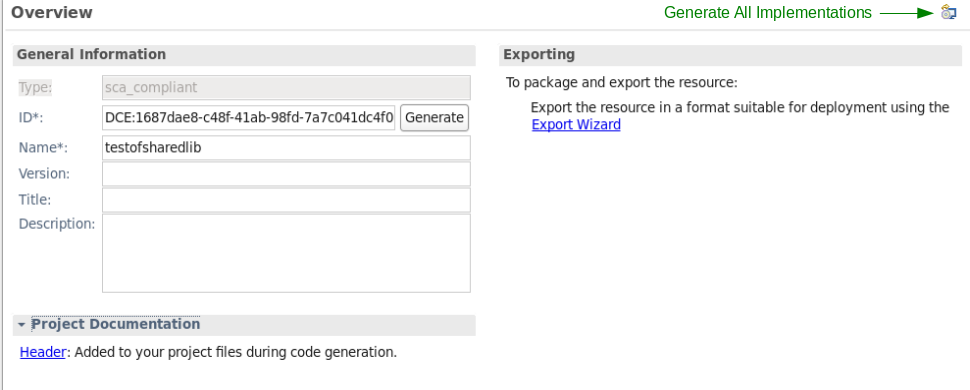 Overview
Generate All Implementations
General Information
Type:
sca_compliant
ID*:
DCE:1687dae8-c48f-41ab-98fd-7a7c041dc4f0
Generate
Name*:
testofsharedlib
Version:
Title:
Description:
Project Documentation
Header: Added to your project files during code generation.
Exporting
To package and export the resource:
Export the resource in a format suitable for deployment using the
Export Wizard